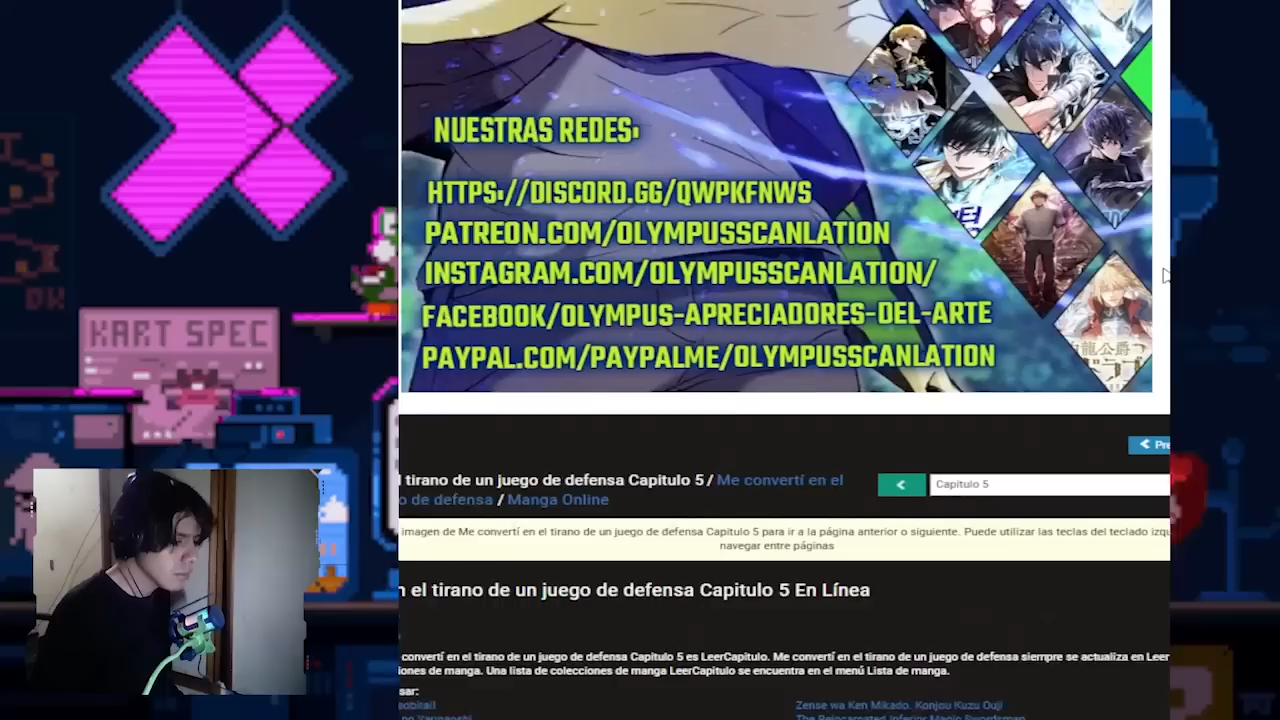 NUESTRAS REDES:
HTTPS://DISCORD.GG/QWPKFNWS
PATREON.COM/OLYMPUSSCANLATION
INSTAGRAM.COM/OLYMPUSSCANLATION/
FACEBOOK/OLYMPUS-APRECIADORES-DEL-ARTE
PAYPAL.COM/PAYPALME/OLYMPUSSCANLATION
KART SPEC
DK
Pre
l tirano de un juego de defensa Capitulo 5 / Me convertí en el
o de defensa / Manga Online
Capitulo 5
imagen de Me convertí en el tirano de un juego de defensa Capitulo 5 para ir a la página anterior o siguiente. Puede utilizar las teclas del teclado izqu
navegar entre páginas
n el tirano de un juego de defensa Capitulo 5 En Línea
convertí en el tirano de un juego de defensa Capitulo 5 es LeerCapitulo. Me convertí en el tirano de un juego de defensa siempre se actualiza en Leer
iones de manga. Una lista de colecciones de manga LeerCapitulo se encuentra en el menú Lista de manga.
sar:
Zense wa Ken Mikado. Konjou Kuzu Ouji
The Reincarnated Inferior Magic Swordsman